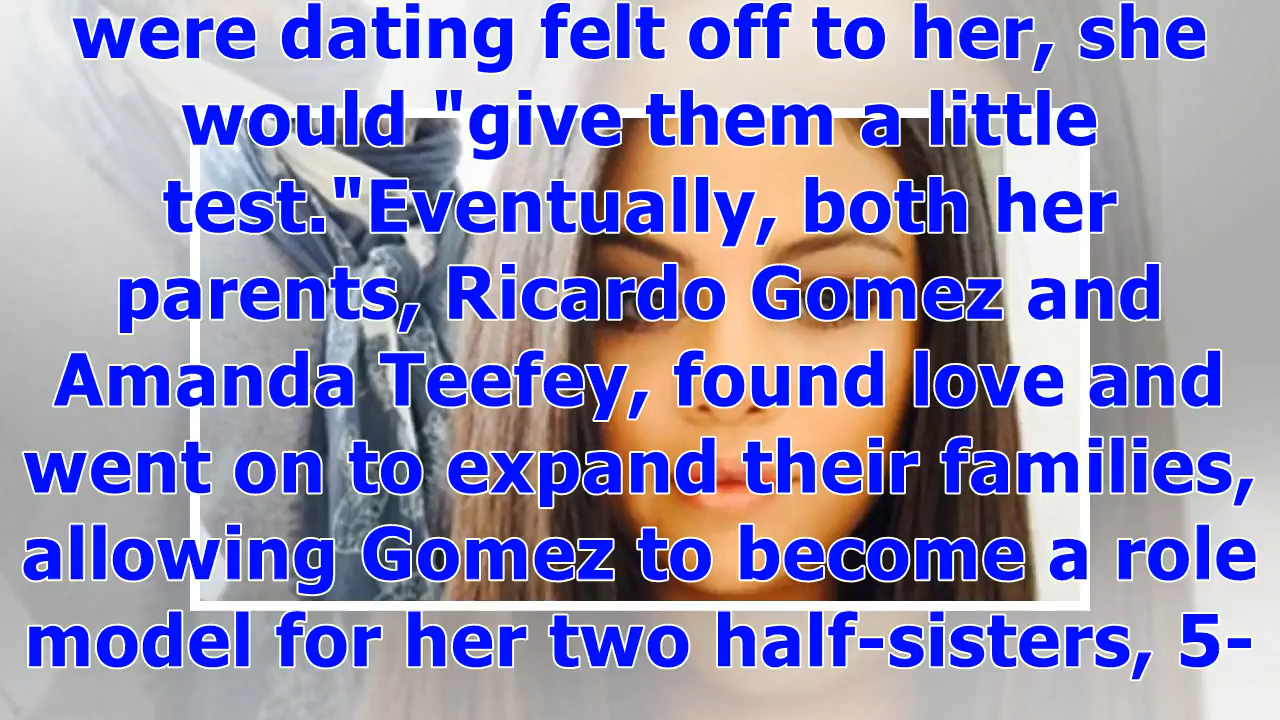 were dating felt off to her, she
would "give them a little
test."Eventually, both her
parents, Ricardo Gomez and
Amanda Teefey, found love and
went on to expand their families,
allowing Gomez to become a role
model for her two half-sisters, 5-